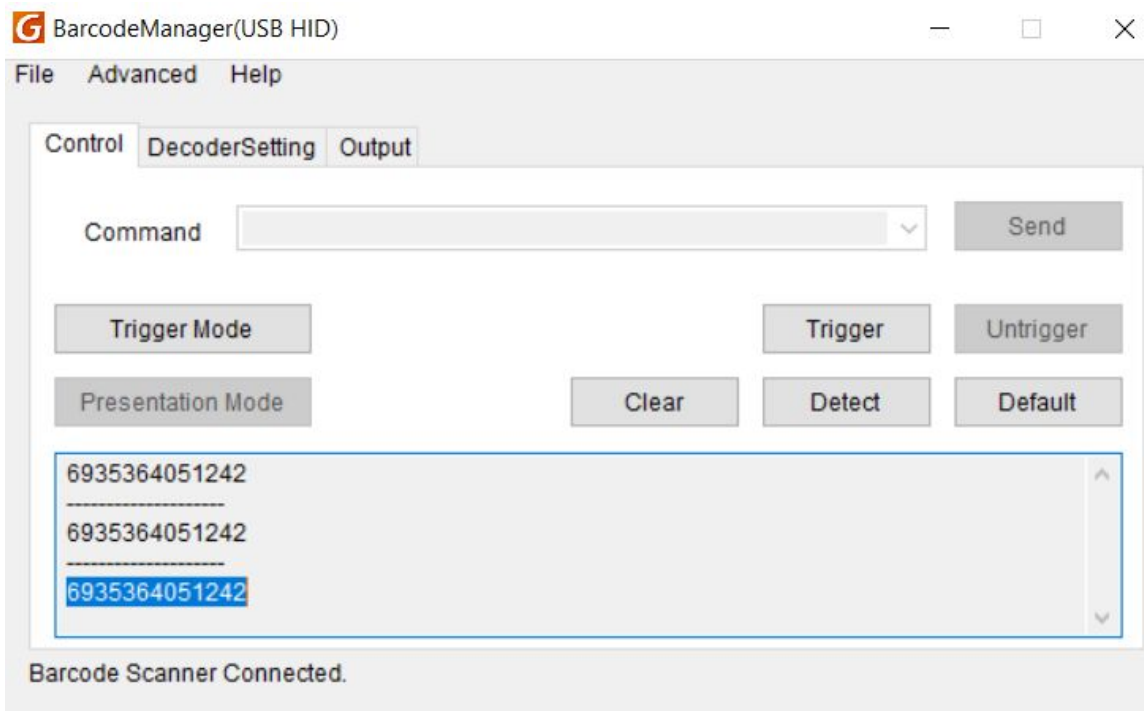 G BarcodeManager(USB HID)
File Advanced Help
Control DecoderSetting Output
Command Send
Trigger Mode Trigger Untrigger
Presentation Mode Clear Detect Default
6935364051242
--------------------
6935364051242
--------------------
6935364051242
Barcode Scanner Connected.